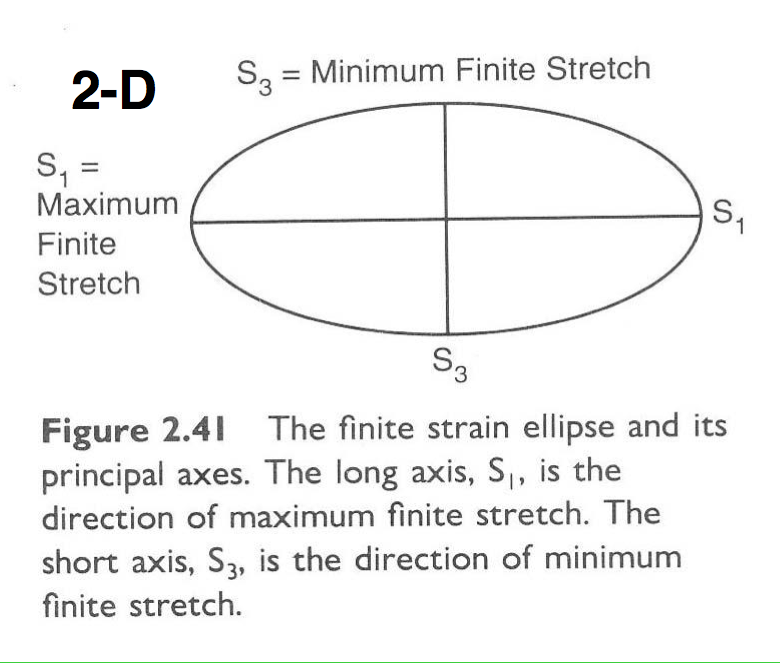 2-D
S₃ = Minimum Finite Stretch
S₁ =
Maximum
Finite
Stretch
S₁
S₃
Figure 2.41 The finite strain ellipse and its
principal axes. The long axis, S₁, is the
direction of maximum finite stretch. The
short axis, S₃, is the direction of minimum
finite stretch.